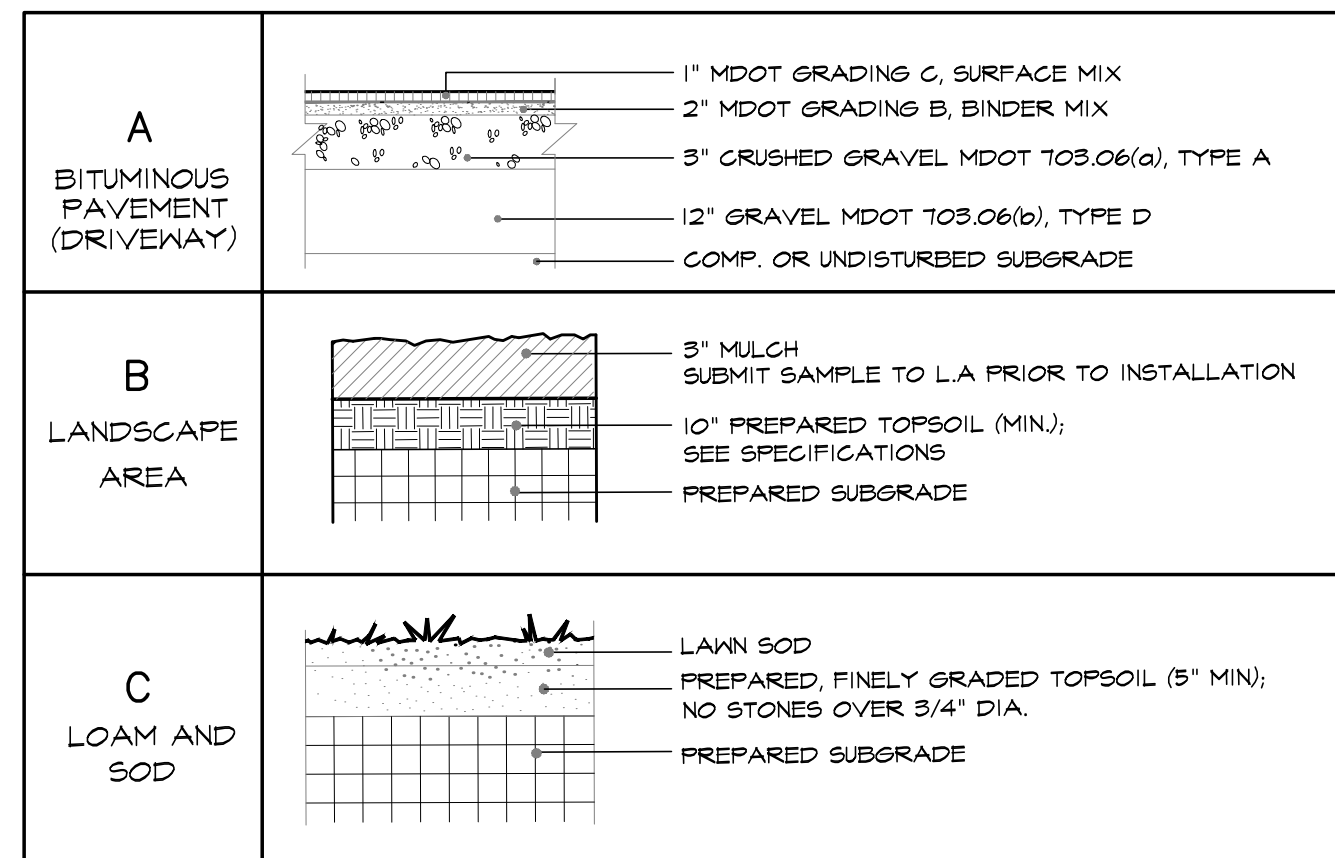 A
BITUMINOUS
PAVEMENT
(DRIVEWAY)
1" MDOT GRADING C, SURFACE MIX
2" MDOT GRADING B, BINDER MIX
3" CRUSHED GRAVEL MDOT 703.06(a), TYPE A
12" GRAVEL MDOT 703.06(b), TYPE D
COMP. OR UNDISTURBED SUBGRADE
B
LANDSCAPE
AREA
3" MULCH
SUBMIT SAMPLE TO L.A PRIOR TO INSTALLATION
10" PREPARED TOPSOIL (MIN.);
SEE SPECIFICATIONS
PREPARED SUBGRADE
C
LOAM AND
SOD
LAWN SOD
PREPARED, FINELY GRADED TOPSOIL (5" MIN);
NO STONES OVER 3/4" DIA.
PREPARED SUBGRADE